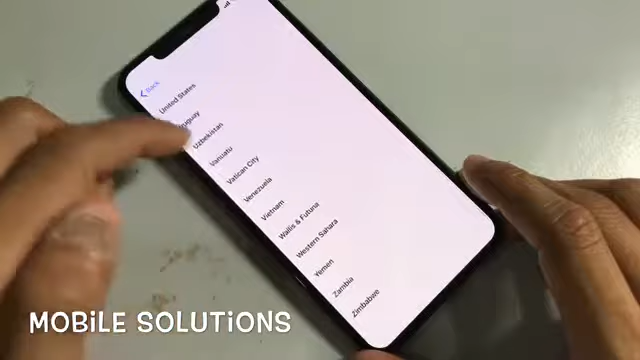 Back
United States
Uruguay
Uzbekistan
Vanuatu
Vatican City
Venezuela
Vietnam
Wallis & Futuna
Western Sahara
Yemen
Zambia
Zimbabwe
MOBiLE SOLUTiONS